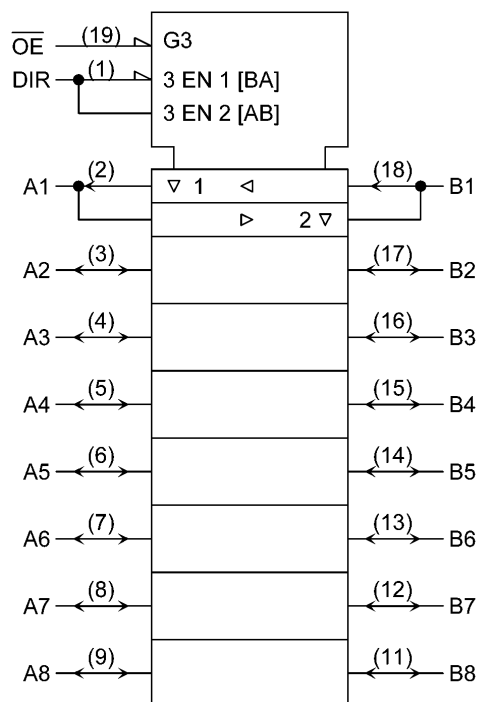 OE (19) G3
DIR (1) 3 EN 1 [BA]
3 EN 2 [AB]
A1 (2) ▽ 1 ◁ (18) B1
▷ 2 ▽
A2 (3) (17) B2
A3 (4) (16) B3
A4 (5) (15) B4
A5 (6) (14) B5
A6 (7) (13) B6
A7 (8) (12) B7
A8 (9) (11) B8